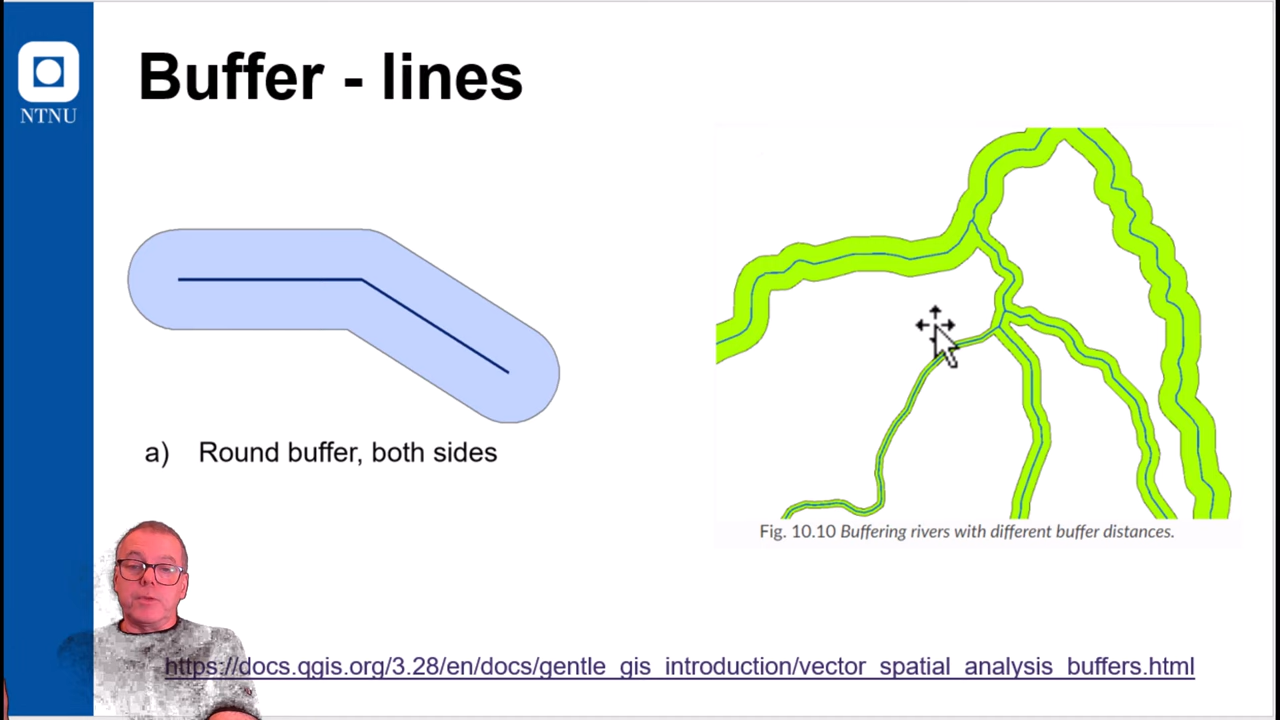 Buffer - lines
NTNU
a) Round buffer, both sides
Fig. 10.10 Buffering rivers with different buffer distances.
https://docs.qgis.org/3.28/en/docs/gentle_gis_introduction/vector_spatial_analysis_buffers.html